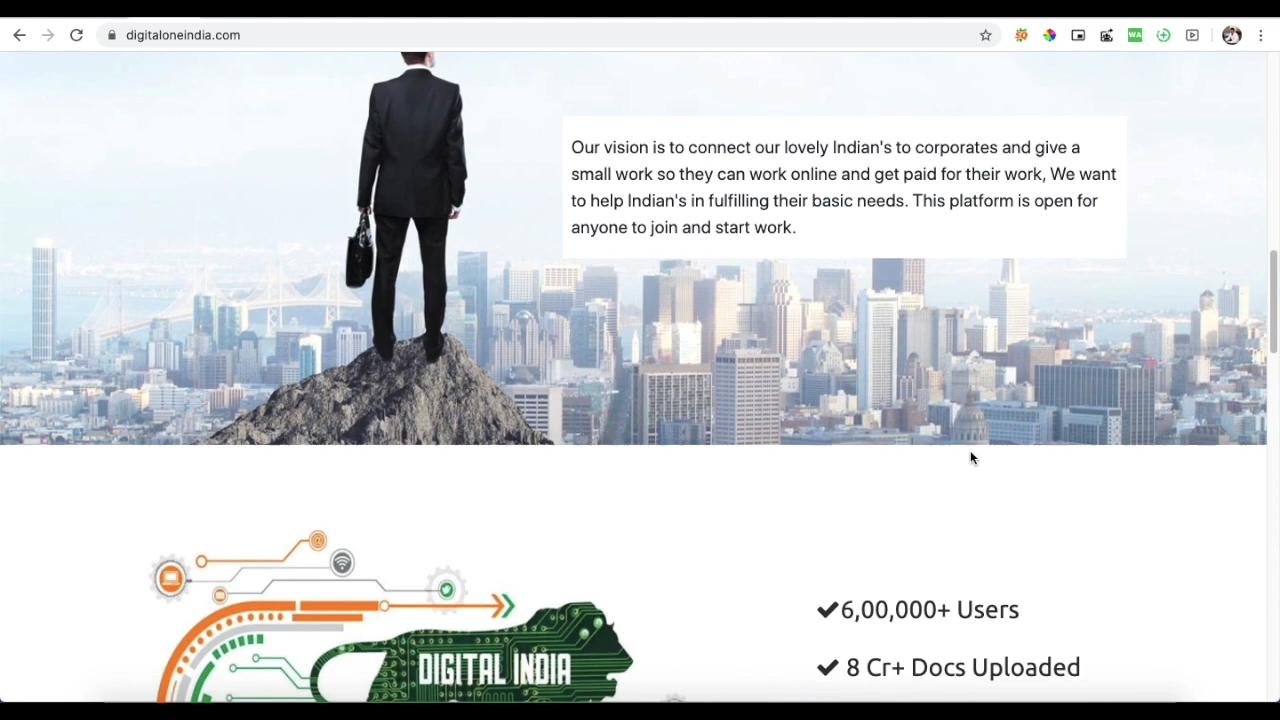 digitaloneindia.com
WA
Our vision is to connect our lovely Indian's to corporates and give a
small work so they can work online and get paid for their work, We want
to help Indian's in fulfilling their basic needs. This platform is open for
anyone to join and start work.
6,00,000+ Users
DIGITAL INDIA
8 Cr+ Docs Uploaded